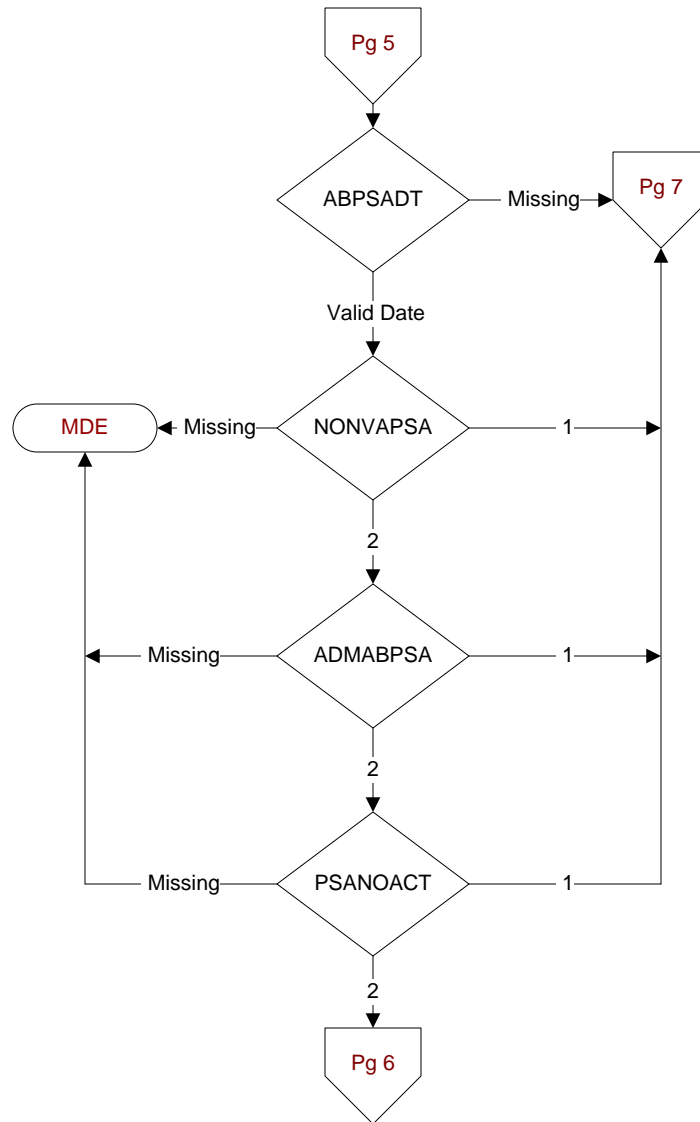 Pg 5
ABPSADT
Missing
Pg 7
Valid Date
MDE
Missing
NONVAPSA
1
2
Missing
ADMABPSA
1
2
Missing
PSANOACT
1
2
Pg 6